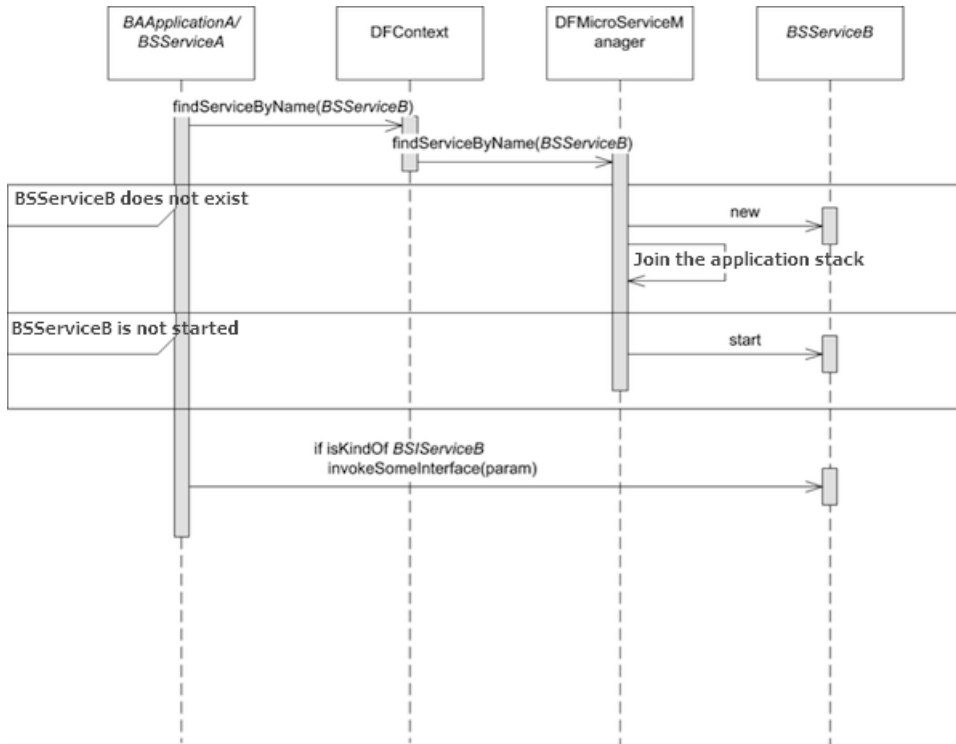 BAApplicationA/
BSServiceA
DFContext
DFMicroServiceM
anager
BSServiceB
findServiceByName(BSServiceB)
findServiceByName(BSServiceB)
BSServiceB does not exist
new
Join the application stack
BSServiceB is not started
start
if isKindOf BSIServiceB
invokeSomeInterface(param)